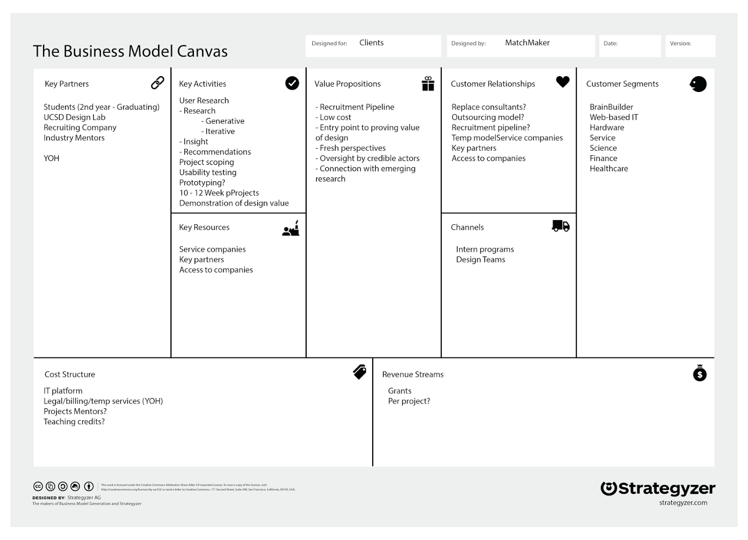 The Business Model Canvas
Designed for: Clients
Designed by: MatchMaker
Date:
Version:
Key Partners
Students (2nd year - Graduating)
UCSD Design Lab
Recruiting Company
Industry Mentors
YOH
Key Activities
User Research
- Research
- Generative
- Iterative
- Insight
- Recommendations
Project scoping
Usability testing
Prototyping?
10 - 12 Week pProjects
Demonstration of design value
Key Resources
Service companies
Key partners
Access to companies
Value Propositions
- Recruitment Pipeline
- Low cost
- Entry point to proving value
of design
- Fresh perspectives
- Oversight by credible actors
- Connection with emerging
research
Customer Relationships
Replace consultants?
Outsourcing model?
Recruitment pipeline?
Temp modelService companies
Key partners
Access to companies
Channels
Intern programs
Design Teams
Customer Segments
BrainBuilder
Web-based IT
Hardware
Service
Science
Finance
Healthcare
Cost Structure
IT platform
Legal/billing/temp services (YOH)
Projects Mentors?
Teaching credits?
Revenue Streams
Grants
Per project?
DESIGNED BY: Strategyzer AG
The makers of Business Model Generation and Strategyzer
Strategyzer
strategyzer.com